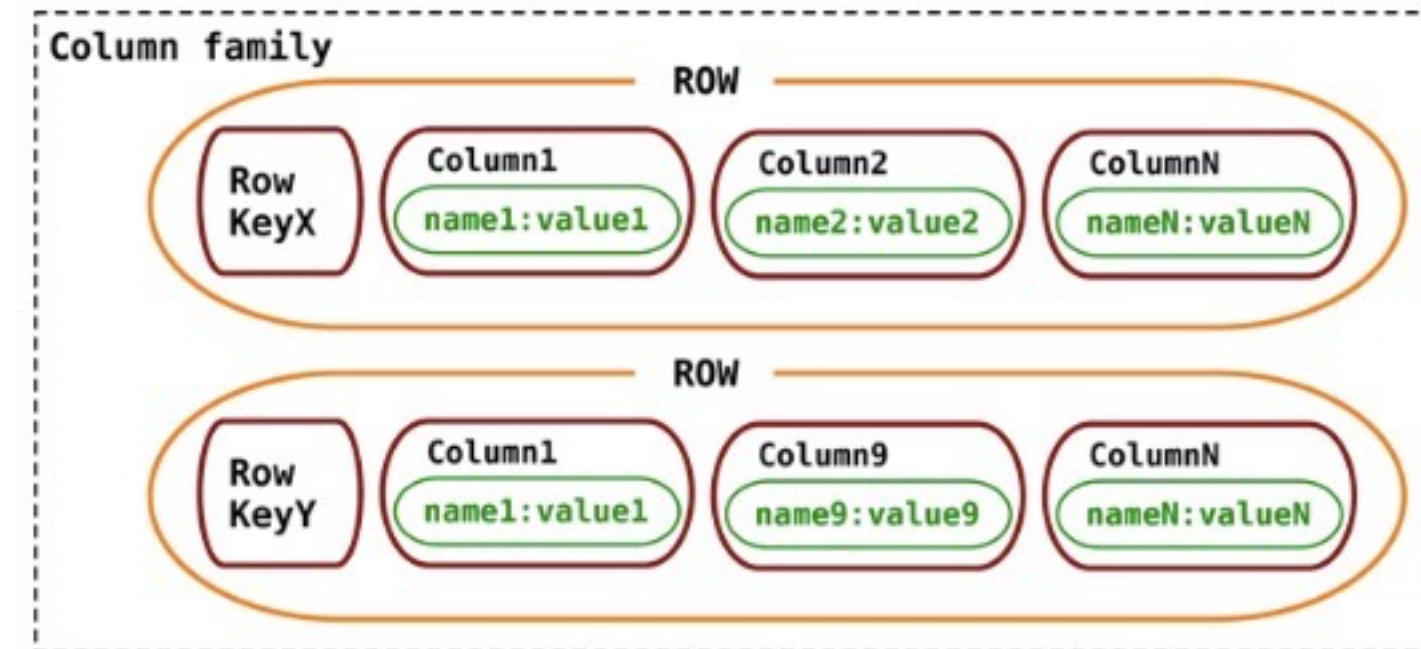 Column family
ROW
Row
KeyX
Column1
name1:value1
Column2
name2:value2
ColumnN
nameN:valueN
ROW
Row
KeyY
Column1
name1:value1
Column9
name9:value9
ColumnN
nameN:valueN